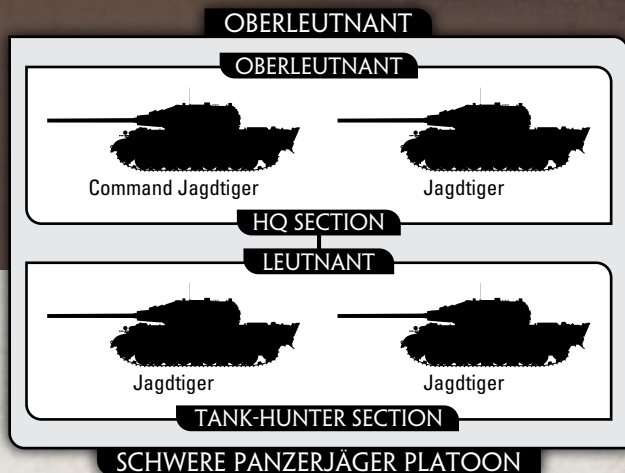 OBERLEUTNANT
OBERLEUTNANT
Command Jagdtiger
Jagdtiger
HQ SECTION
LEUTNANT
Jagdtiger
Jagdtiger
TANK-HUNTER SECTION
SCHWERE PANZERJÄGER PLATOON